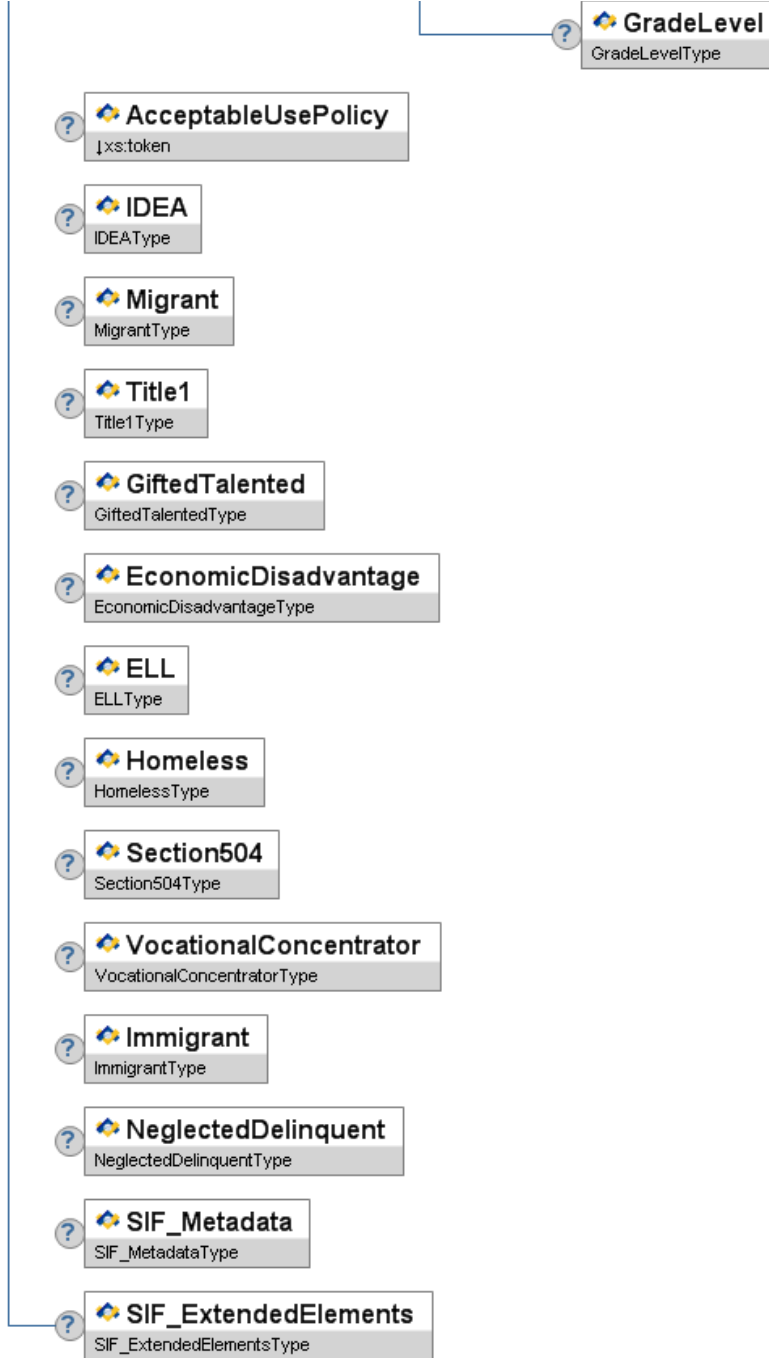 ? GradeLevel
GradeLevelType
? AcceptableUsePolicy
↓xs:token
? IDEA
IDEAType
? Migrant
MigrantType
? Title1
Title1Type
? GiftedTalented
GiftedTalentedType
? EconomicDisadvantage
EconomicDisadvantageType
? ELL
ELLType
? Homeless
HomelessType
? Section504
Section504Type
? VocationalConcentrator
VocationalConcentratorType
? Immigrant
ImmigrantType
? NeglectedDelinquent
NeglectedDelinquentType
? SIF_Metadata
SIF_MetadataType
? SIF_ExtendedElements
SIF_ExtendedElementsType